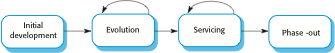 Initial
development
Evolution
Servicing
Phase -out